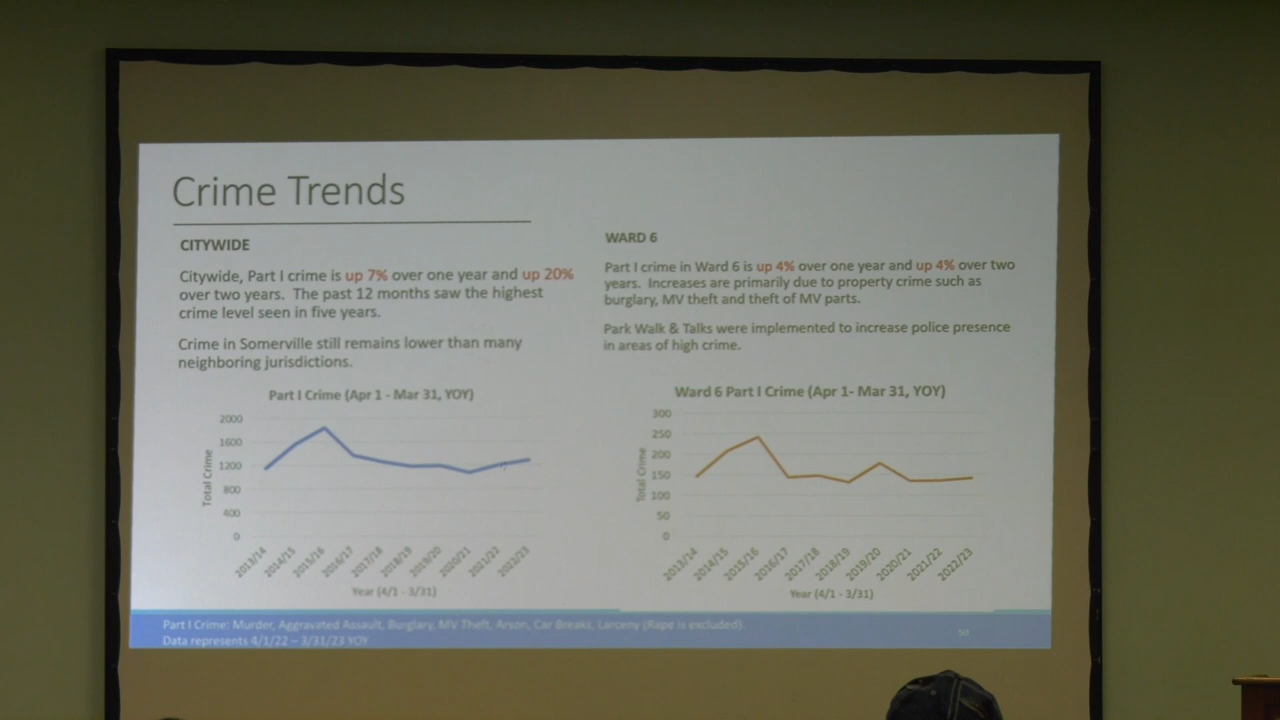 Crime Trends
CITYWIDE
Citywide, Part I crime is up 7% over one year and up 20%
over two years. The past 12 months saw the highest
crime level seen in five years.
Crime in Somerville still remains lower than many
neighboring jurisdictions.
Part I Crime (Apr 1 - Mar 31, YOY)
2000
1600
1200
800
400
0
Total Crime
2013/14
2014/15
2015/16
2016/17
2017/18
2018/19
2019/20
2020/21
2021/22
2022/23
Year (4/1 - 3/31)
WARD 6
Part I crime in Ward 6 is up 4% over one year and up 4% over two
years. Increases are primarily due to property crime such as
burglary, MV theft and theft of MV parts.
Park Walk & Talks were implemented to increase police presence
in areas of high crime.
Ward 6 Part I Crime (Apr 1- Mar 31, YOY)
300
250
200
150
100
50
0
Total Crime
2013/14
2014/15
2015/16
2016/17
2017/18
2018/19
2019/20
2020/21
2021/22
2022/23
Year (4/1 - 3/31)
Part I Crime: Murder, Aggravated Assault, Burglary, MV Theft, Arson, Car Breaks, Larceny (Rape is excluded).
Data represents 4/1/22 – 3/31/23 YOY
50